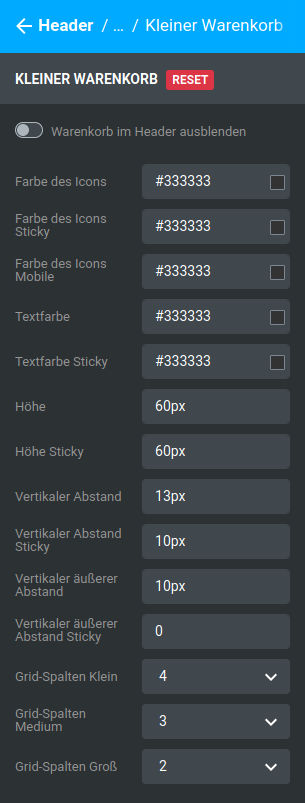 Header / ... / Kleiner Warenkorb
KLEINER WARENKORB RESET
Warenkorb im Header ausblenden
Farbe des Icons #333333
Farbe des Icons
Sticky
#333333
Farbe des Icons
Mobile
#333333
Textfarbe #333333
Textfarbe Sticky #333333
Höhe 60px
Höhe Sticky 60px
Vertikaler Abstand 13px
Vertikaler Abstand
Sticky
10px
Vertikaler äußerer
Abstand
10px
Vertikaler äußerer
Abstand Sticky
0
Grid-Spalten Klein 4
Grid-Spalten
Medium
3
Grid-Spalten Groß 2